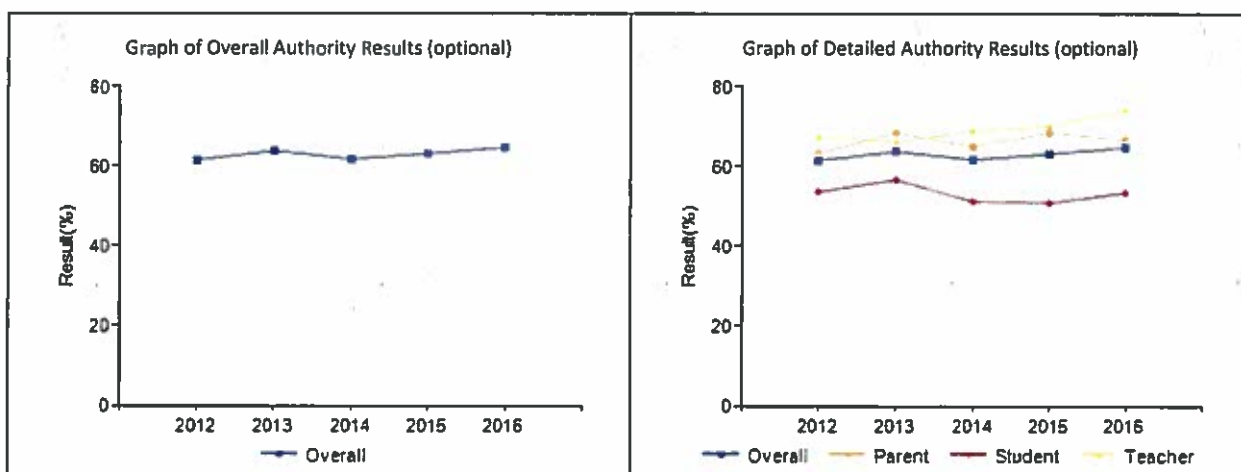 Graph of Overall Authority Results (optional)
80
60
40
20
0
Result(%)
2012 2013 2014 2015 2016
Overall
Graph of Detailed Authority Results (optional)
80
60
40
20
0
Result(%)
2012 2013 2014 2015 2016
Overall Parent Student Teacher